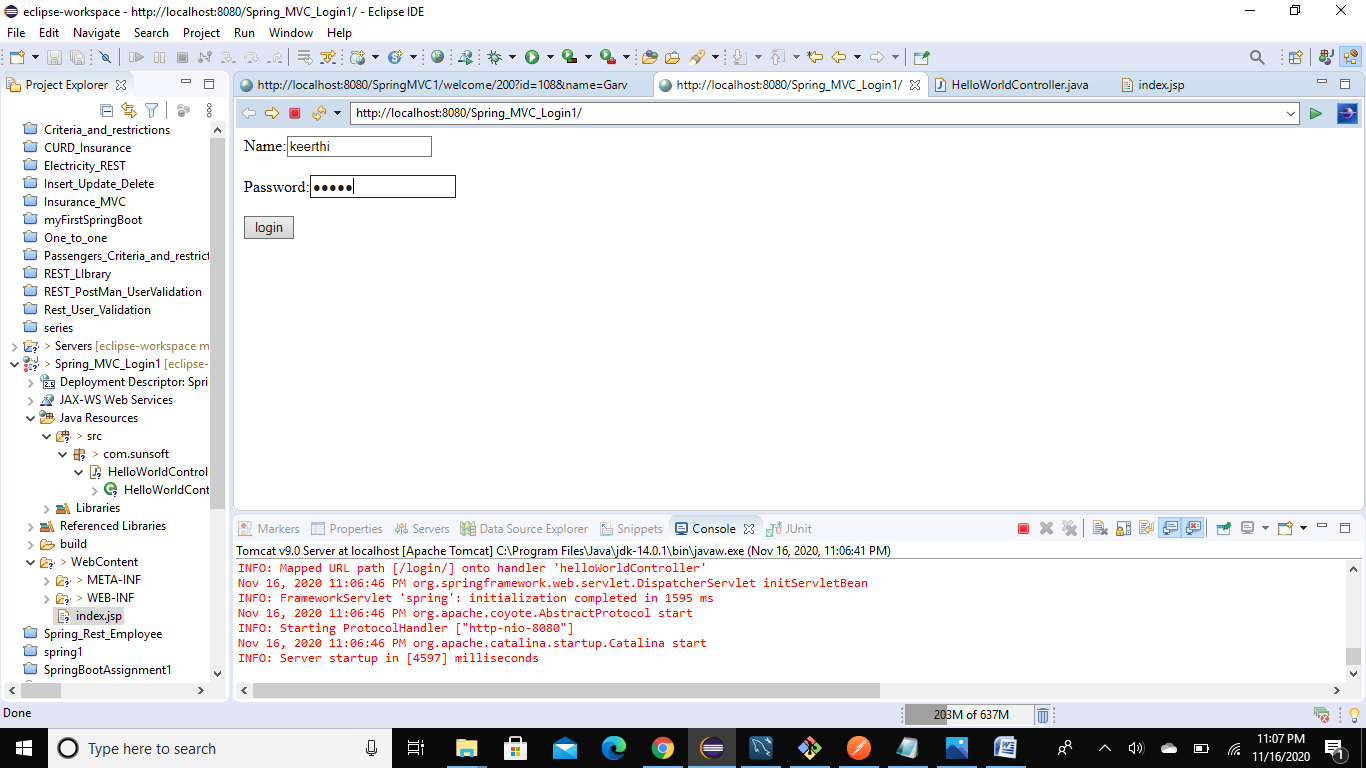 eclipse-workspace - http://localhost:8080/Spring_MVC_Login1/ - Eclipse IDE
File Edit Navigate Search Project Run Window Help
Project Explorer
http://localhost:8080/SpringMVC1/welcome/200?id=108&name=Garv
http://localhost:8080/Spring_MVC_Login1/
HelloWorldController.java
index.jsp
http://localhost:8080/Spring_MVC_Login1/
Criteria_and_restrictions
CURD_Insurance
Electricity_REST
Insert_Update_Delete
Insurance_MVC
myFirstSpringBoot
One_to_one
Passengers_Criteria_and_restrict
REST_LIbrary
REST_PostMan_UserValidation
Rest_User_Validation
series
> Servers [eclipse-workspace m
> Spring_MVC_Login1 [eclipse-
Deployment Descriptor: Spri
JAX-WS Web Services
Java Resources
> src
> com.sunsoft
HelloWorldControl
HelloWorldCont
Libraries
Referenced Libraries
build
> WebContent
> META-INF
> WEB-INF
index.jsp
Spring_Rest_Employee
spring1
SpringBootAssignment1
Name: keerthi
Password: ●●●●●
login
Markers Properties Servers Data Source Explorer Snippets Console JUnit
Tomcat v9.0 Server at localhost [Apache Tomcat] C:\Program Files\Java\jdk-14.0.1\bin\javaw.exe (Nov 16, 2020, 11:06:41 PM)
INFO: Mapped URL path [/login/] onto handler 'helloWorldController'
Nov 16, 2020 11:06:46 PM org.springframework.web.servlet.DispatcherServlet initServletBean
INFO: FrameworkServlet 'spring': initialization completed in 1595 ms
Nov 16, 2020 11:06:46 PM org.apache.coyote.AbstractProtocol start
INFO: Starting ProtocolHandler ["http-nio-8080"]
Nov 16, 2020 11:06:46 PM org.apache.catalina.startup.Catalina start
INFO: Server startup in [4597] milliseconds
Done
203M of 637M
Type here to search
11:07 PM
11/16/2020
1